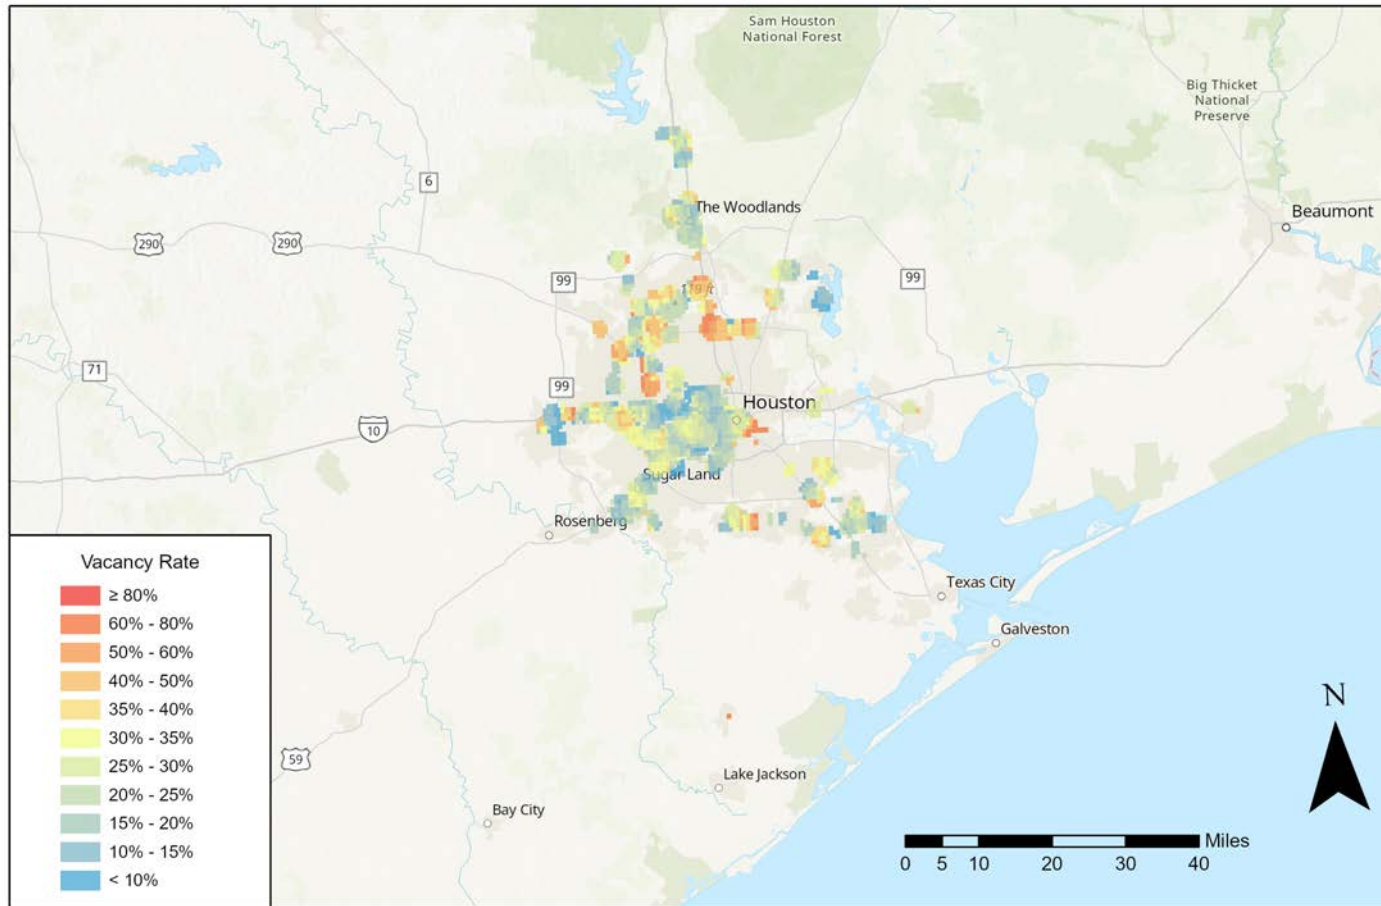 Sam Houston
National Forest
Big Thicket
National
Preserve
6
The Woodlands
Beaumont
290
290
99
99
71
99
Houston
10
Sugar Land
Rosenberg
Vacancy Rate
≥ 80%
60% - 80%
50% - 60%
40% - 50%
35% - 40%
30% - 35%
25% - 30%
20% - 25%
15% - 20%
10% - 15%
< 10%
Texas City
Galveston
59
Lake Jackson
Bay City
N
Miles
0 5 10 20 30 40